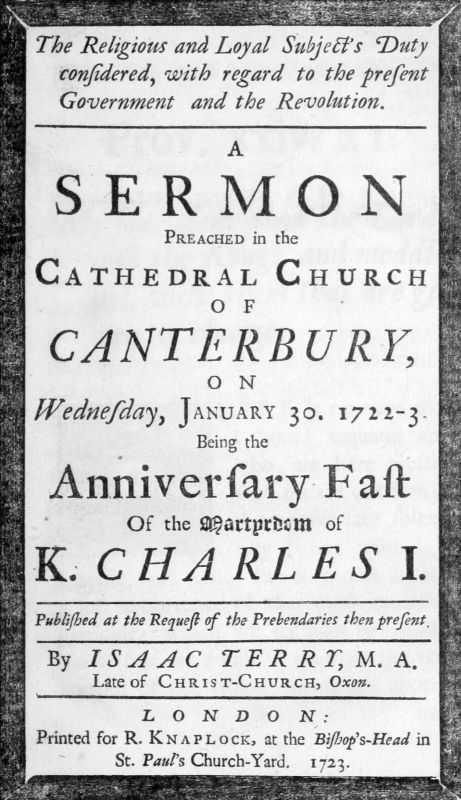 The Religious and Loyal Subject's Duty
conſidered, with regard to the preſent
Government and the Revolution.
A
SERMON
PREACHED in the
CATHEDRAL CHURCH
OF
CANTERBURY,
ON
Wedneſday, JANUARY 30. 1722-3.
Being the
Anniverſary Faſt
Of the Martyrdom of
K. CHARLES I.
Publiſhed at the Requeſt of the Prebendaries then preſent.
By ISAAC TERRY, M. A.
Late of CHRIST-CHURCH, Oxon.
LONDON:
Printed for R. KNAPLOCK, at the Biſhop's-Head in
St. Paul's Church-Yard. 1723.